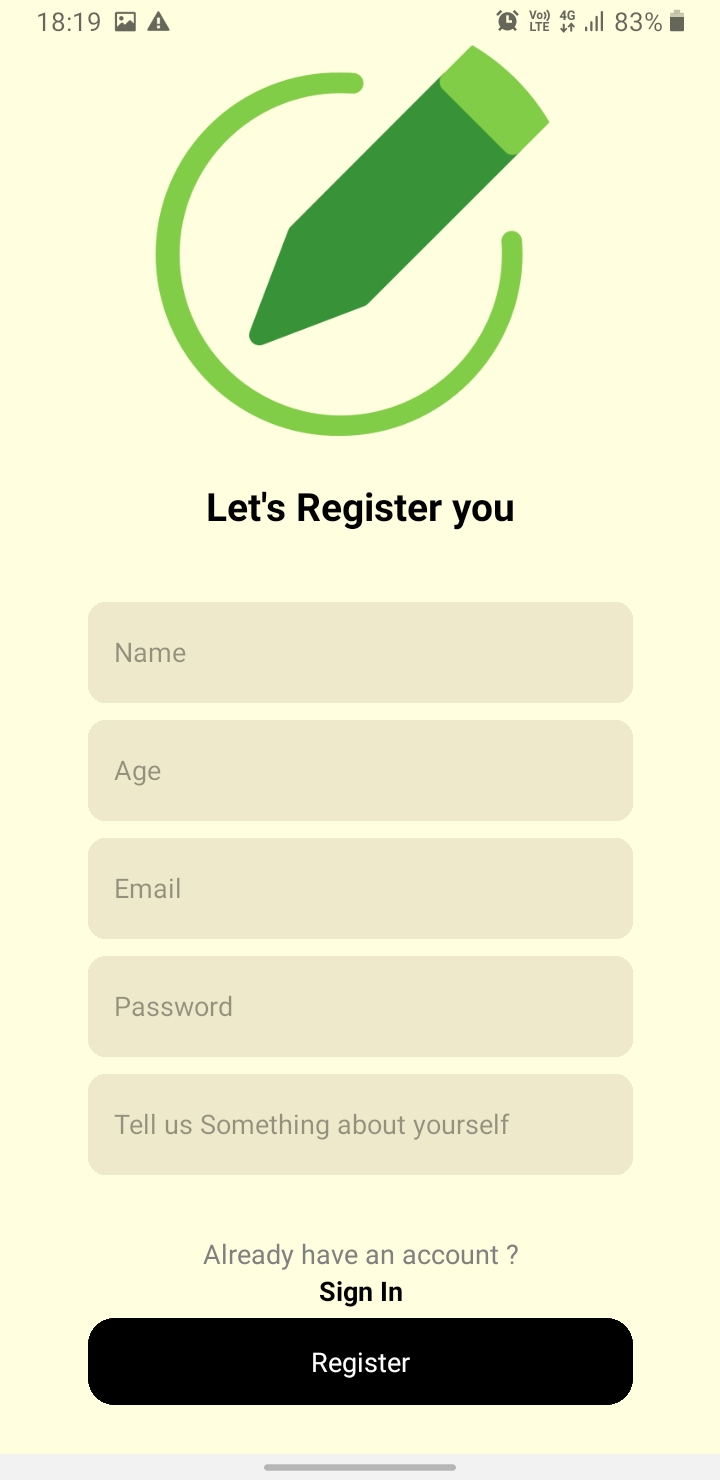 18:19 Vo)) LTE 4G 83%
Let's Register you
Name
Age
Email
Password
Tell us Something about yourself
Already have an account ?
Sign In
Register